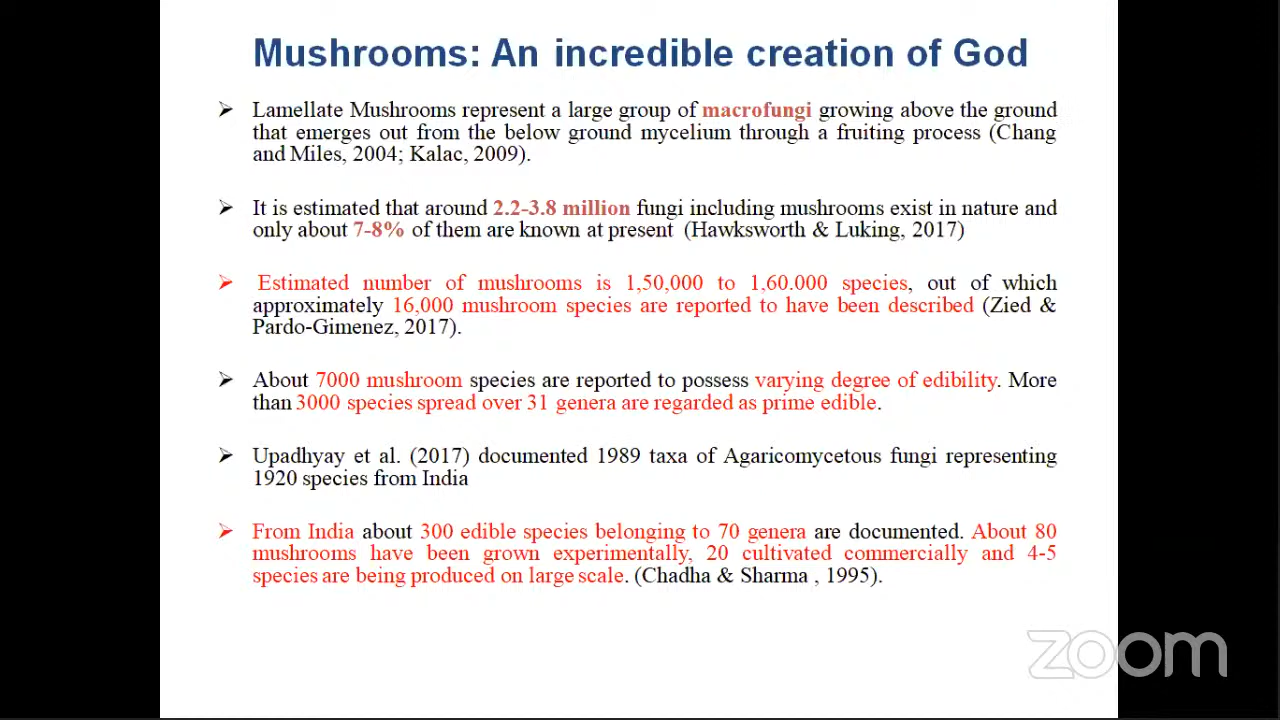 Mushrooms: An incredible creation of God
➢ Lamellate Mushrooms represent a large group of macrofungi growing above the ground
that emerges out from the below ground mycelium through a fruiting process (Chang
and Miles, 2004; Kalac, 2009).
➢ It is estimated that around 2.2-3.8 million fungi including mushrooms exist in nature and
only about 7-8% of them are known at present (Hawksworth & Luking, 2017)
➢ Estimated number of mushrooms is 1,50,000 to 1,60.000 species, out of which
approximately 16,000 mushroom species are reported to have been described (Zied &
Pardo-Gimenez, 2017).
➢ About 7000 mushroom species are reported to possess varying degree of edibility. More
than 3000 species spread over 31 genera are regarded as prime edible.
➢ Upadhyay et al. (2017) documented 1989 taxa of Agaricomycetous fungi representing
1920 species from India
➢ From India about 300 edible species belonging to 70 genera are documented. About 80
mushrooms have been grown experimentally, 20 cultivated commercially and 4-5
species are being produced on large scale. (Chadha & Sharma , 1995).
zoom